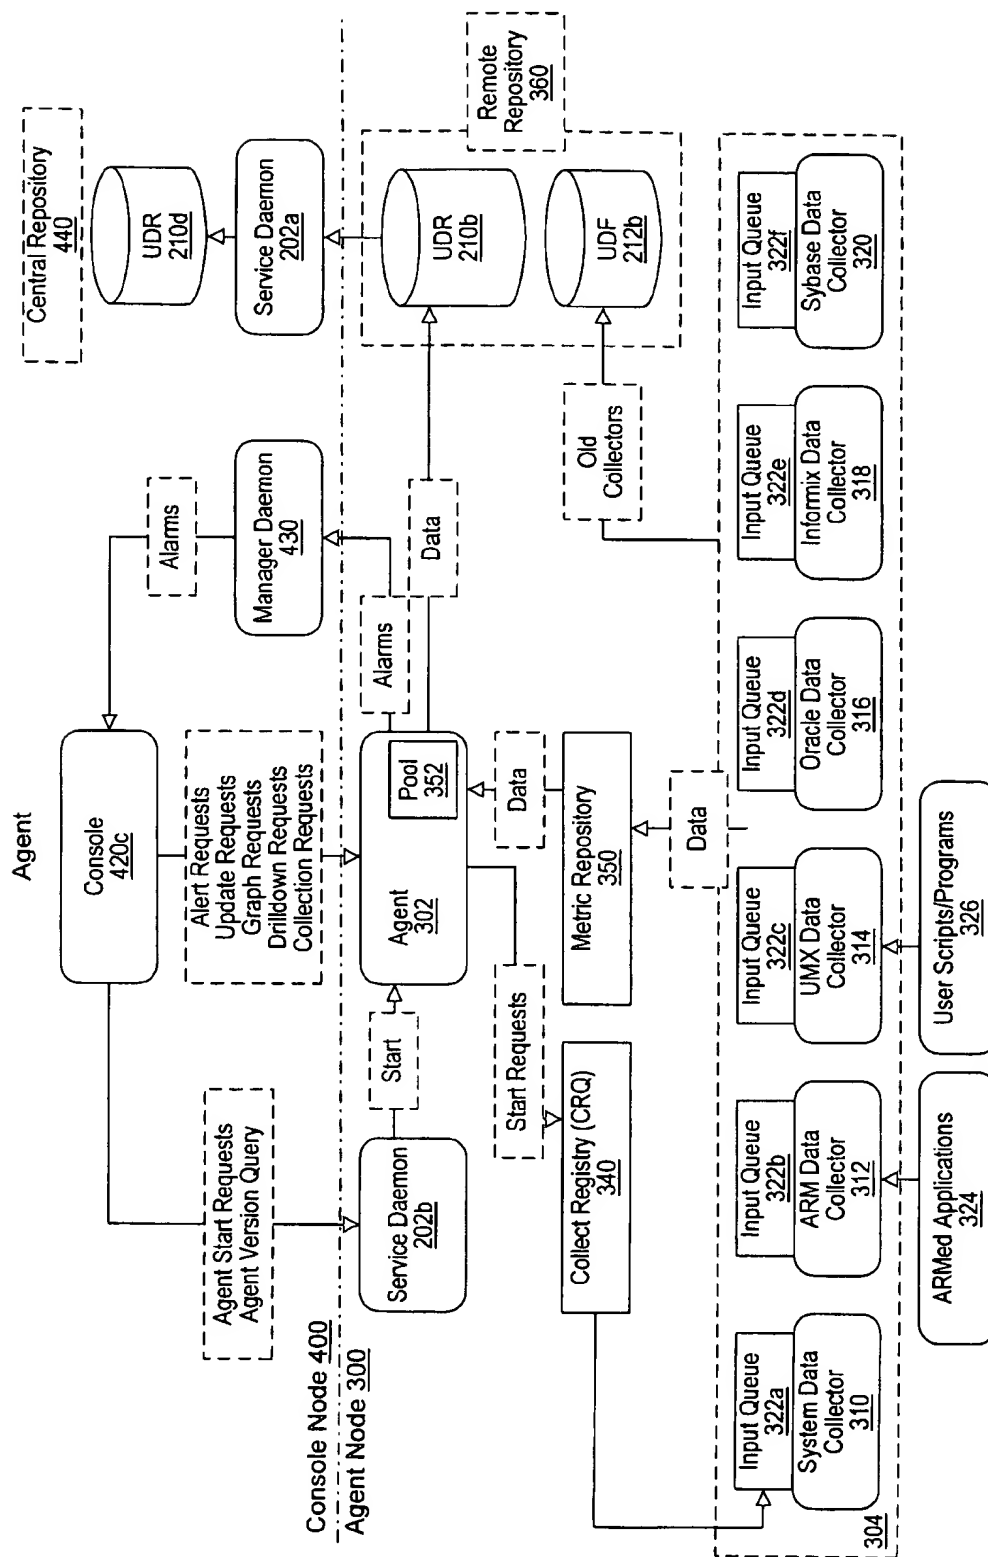 Agent
Console
420c
Agent Start Requests
Agent Version Query
Alert Requests
Update Requests
Graph Requests
Drilldown Requests
Collection Requests
Alarms
Manager Daemon
430
Central Repository
440
UDR
210d
Service Daemon
202a
Console Node 400
Agent Node 300
Service Daemon
202b
Start
Agent
302
Pool
352
Alarms
Data
UDR
210b
UDF
212b
Remote
Repository
360
Start Requests
Data
Old
Collectors
Collect Registry (CRQ)
340
Metric Repository
350
Data
304
Input Queue
322a
System Data
Collector
310
Input Queue
322b
ARM Data
Collector
312
Input Queue
322c
UMX Data
Collector
314
Input Queue
322d
Oracle Data
Collector
316
Input Queue
322e
Informix Data
Collector
318
Input Queue
322f
Sybase Data
Collector
320
ARMed Applications
324
User Scripts/Programs
326